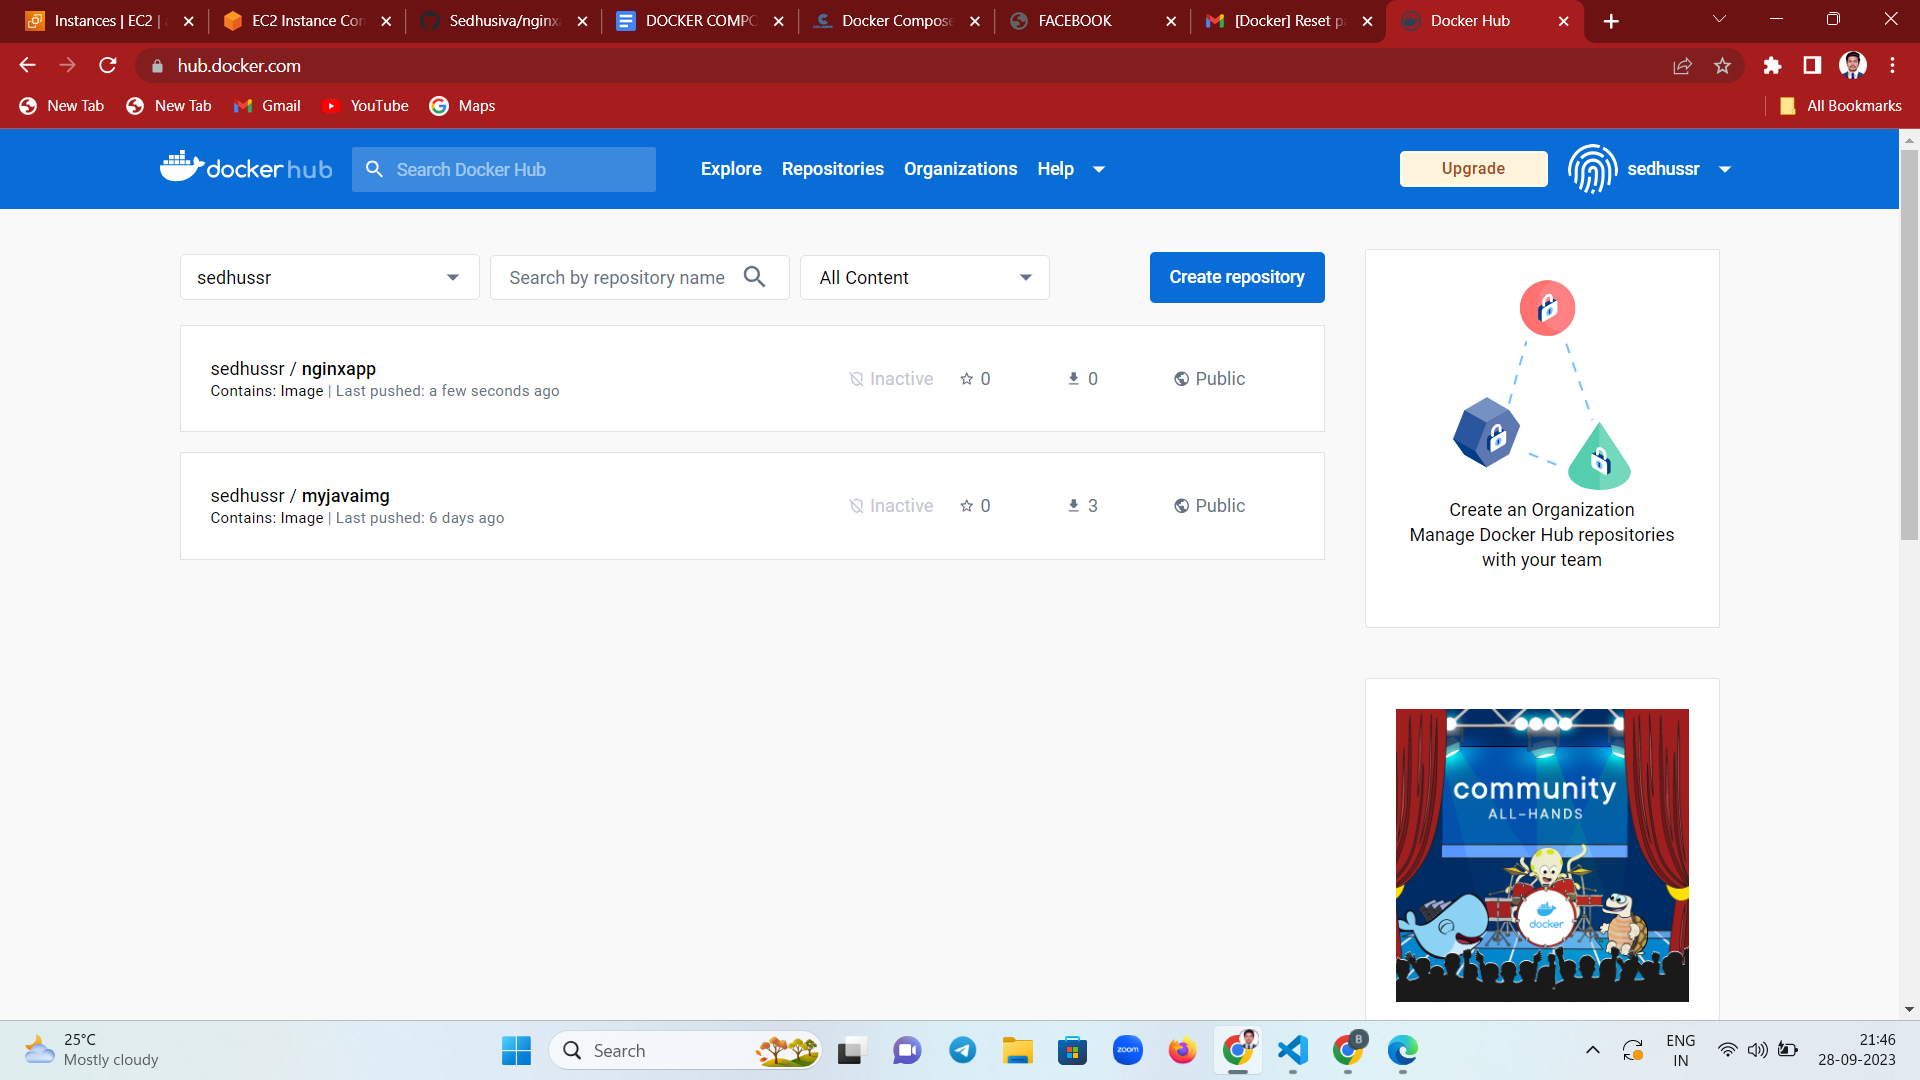 Instances | EC2 |
EC2 Instance Con
Sedhusiva/nginxa
DOCKER COMPO
Docker Compose
FACEBOOK
[Docker] Reset pa
Docker Hub
hub.docker.com
New Tab
New Tab
Gmail
YouTube
Maps
All Bookmarks
docker hub
Search Docker Hub
Explore
Repositories
Organizations
Help
Upgrade
sedhussr
sedhussr
Search by repository name
All Content
Create repository
sedhussr / nginxapp
Contains: Image | Last pushed: a few seconds ago
Inactive
0
0
Public
sedhussr / myjavaimg
Contains: Image | Last pushed: 6 days ago
Inactive
0
3
Public
Create an Organization
Manage Docker Hub repositories
with your team
community
ALL-HANDS
docker
25°C
Mostly cloudy
Search
zoom
B
ENG
IN
21:46
28-09-2023